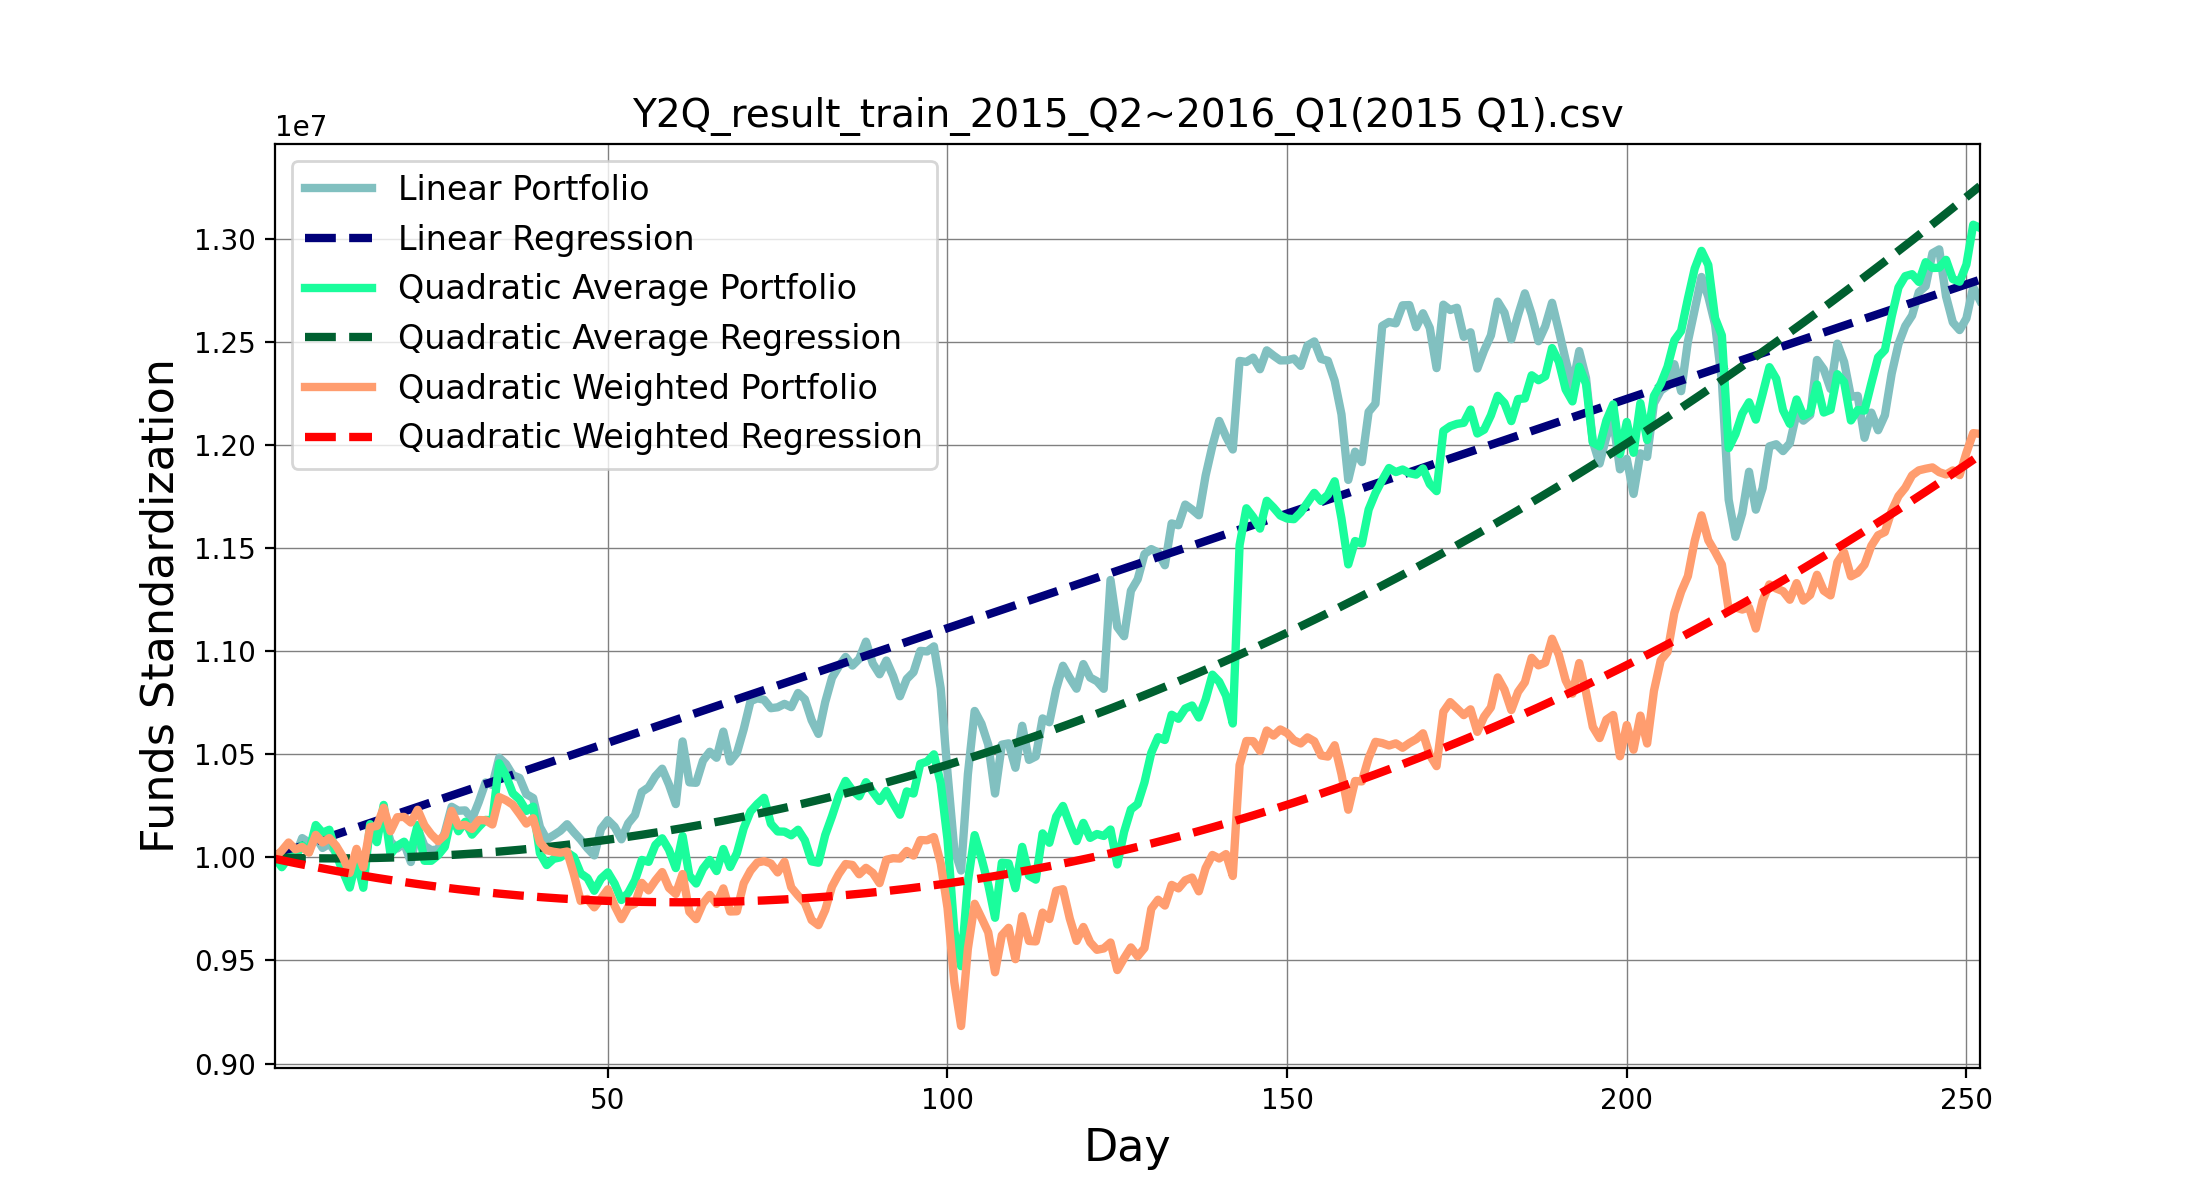 Y2Q_result_train_2015_Q2~2016_Q1(2015 Q1).csv
1e7
Linear Portfolio
Linear Regression
Quadratic Average Portfolio
Quadratic Average Regression
Quadratic Weighted Portfolio
Quadratic Weighted Regression
Funds Standardization
1.30
1.25
1.20
1.15
1.10
1.05
1.00
0.95
0.90
50 100 150 200 250
Day